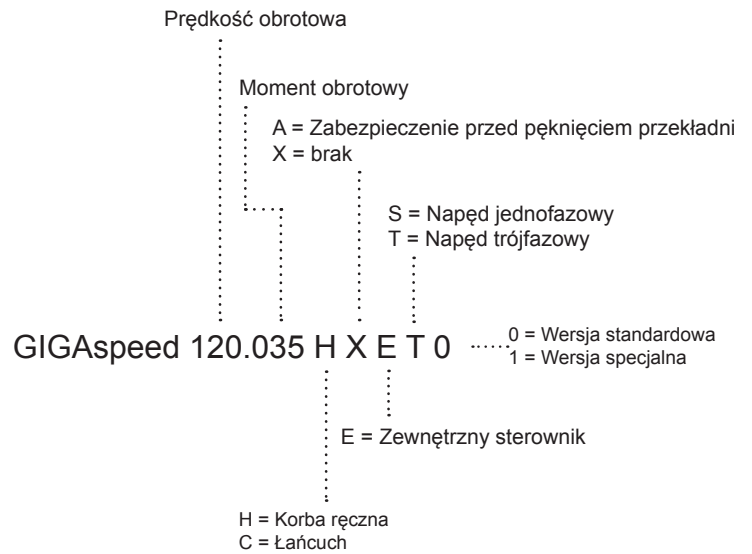 Prędkość obrotowa
Moment obrotowy
A = Zabezpieczenie przed pęknięciem przekładni
X = brak
S = Napęd jednofazowy
T = Napęd trójfazowy
GIGAspeed 120.035 H X E T 0
0 = Wersja standardowa
1 = Wersja specjalna
E = Zewnętrzny sterownik
H = Korba ręczna
C = Łańcuch